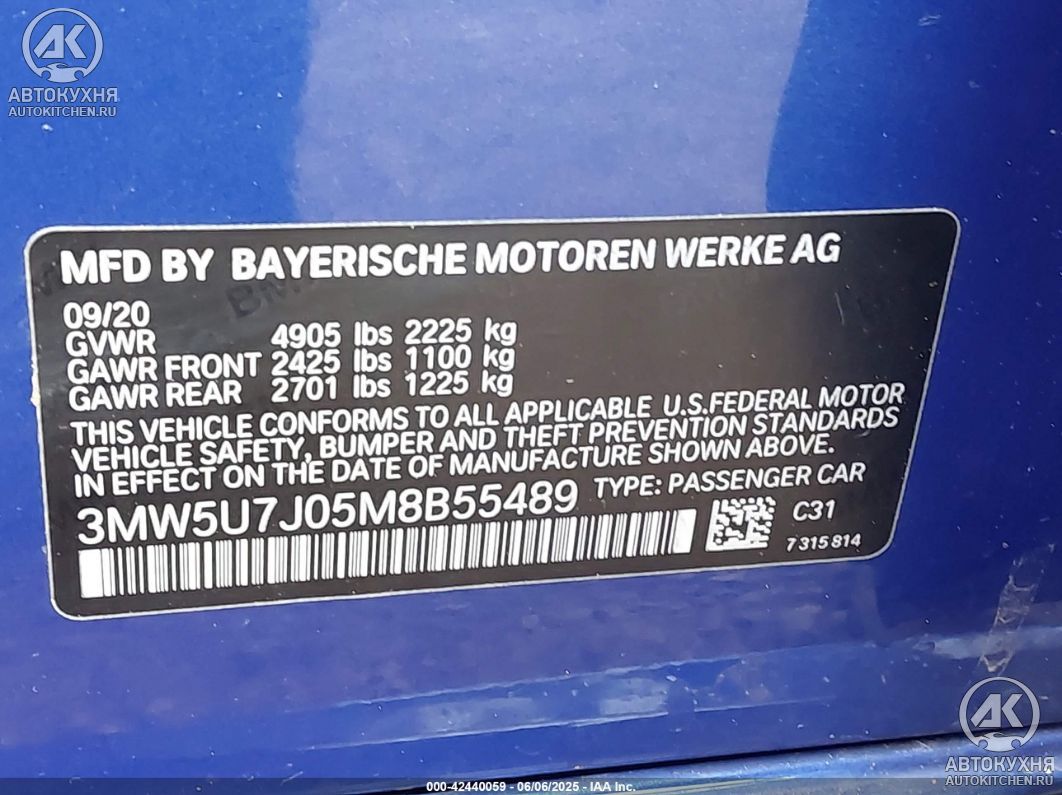 AK
АВТОКУХНЯ
AUTOKITCHEN.RU
MFD BY BAYERISCHE MOTOREN WERKE AG
09/20
GVWR 4905 lbs 2225 kg
GAWR FRONT 2425 lbs 1100 kg
GAWR REAR 2701 lbs 1225 kg
THIS VEHICLE CONFORMS TO ALL APPLICABLE U.S.FEDERAL MOTOR
VEHICLE SAFETY, BUMPER AND THEFT PREVENTION STANDARDS
IN EFFECT ON THE DATE OF MANUFACTURE SHOWN ABOVE.
3MW5U7J05M8B55489 TYPE: PASSENGER CAR
C31
7315814
AK
АВТОКУХНЯ
AUTOKITCHEN.RU
000-42440059 - 06/06/2025 - IAA Inc.